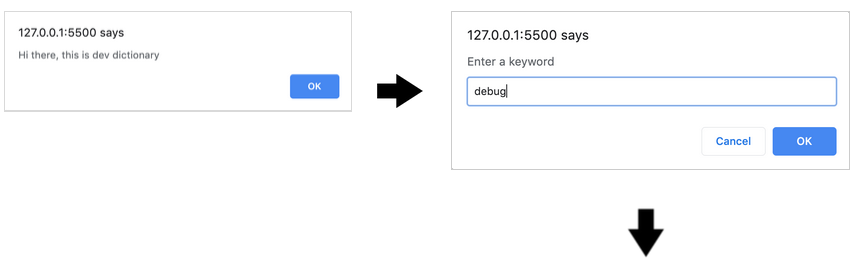 127.0.0.1:5500 says
Hi there, this is dev dictionary
OK
127.0.0.1:5500 says
Enter a keyword
debug
Cancel
OK